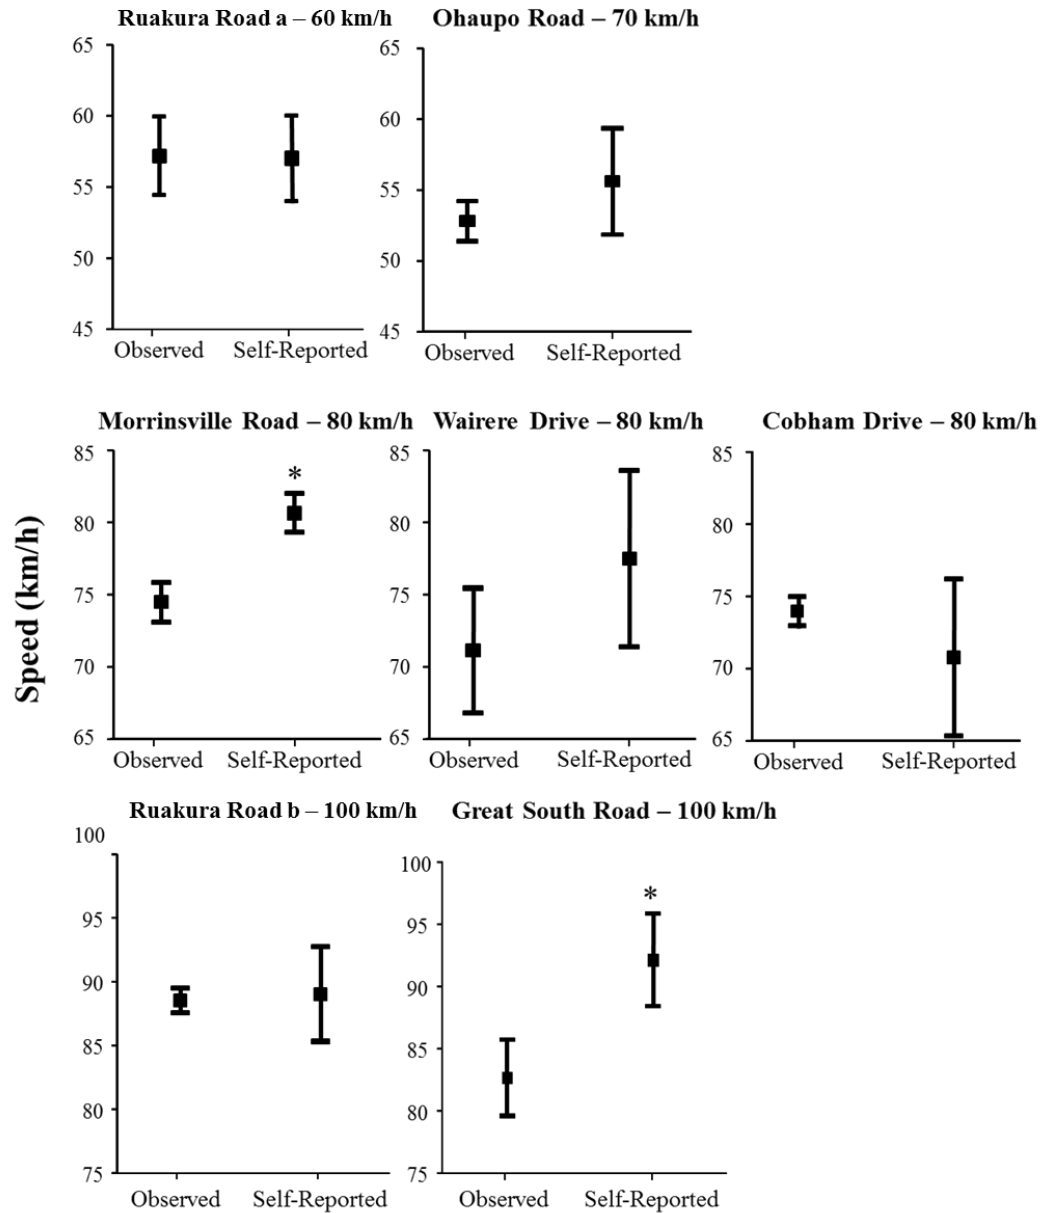 Ruakura Road a – 60 km/h
Ohaupo Road – 70 km/h
65
60
55
50
45
Observed Self-Reported
65
60
55
50
45
Observed Self-Reported
Speed (km/h)
Morrinsville Road – 80 km/h
Wairere Drive – 80 km/h
Cobham Drive – 80 km/h
85
80
75
70
65
*
Observed Self-Reported
85
80
75
70
65
Observed Self-Reported
85
80
75
70
65
Observed Self-Reported
Ruakura Road b – 100 km/h
Great South Road – 100 km/h
100
95
90
85
80
75
Observed Self-Reported
100
95
90
85
80
75
*
Observed Self-Reported